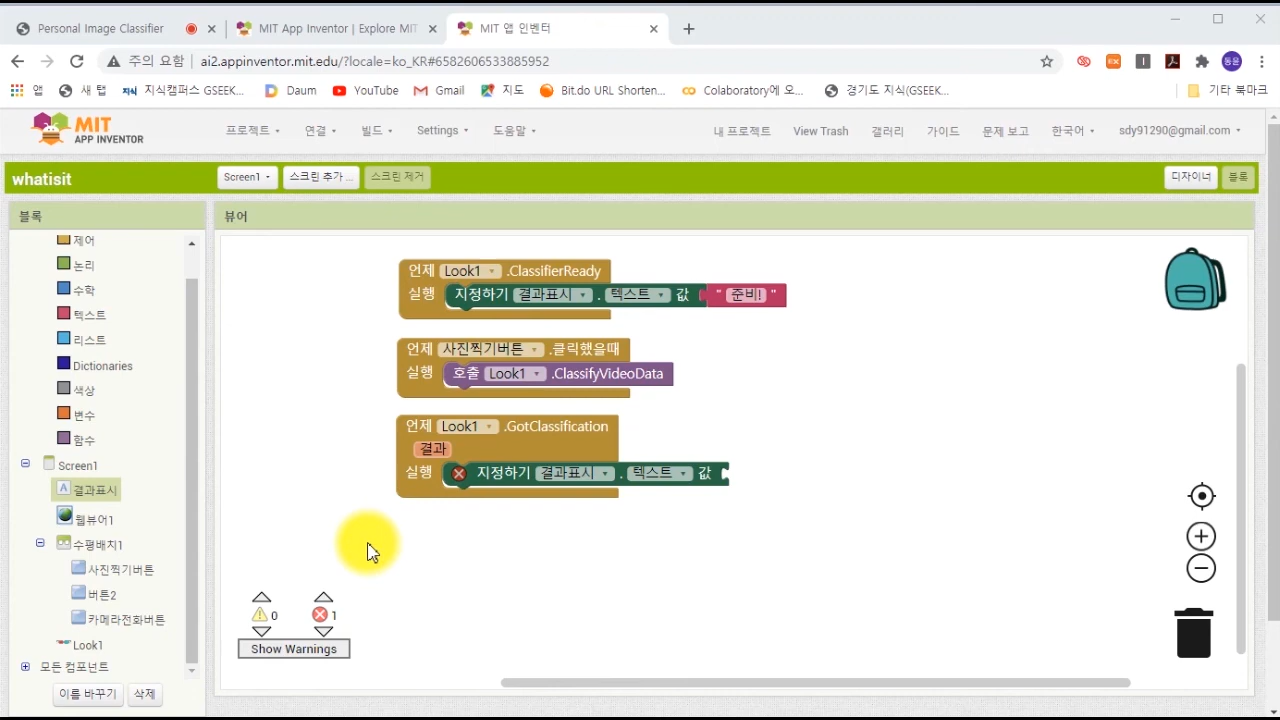 Personal Image Classifier
MIT App Inventor | Explore MIT
MIT 앱 인벤터
주의 요함 | ai2.appinventor.mit.edu/?locale=ko_KR#6582616533885952
앱 새 탭 지식 지식캠퍼스 GSEEK... Daum YouTube Gmail 지도 Bit.do URL Shorten... Colaboratory에 오... 경기도 지식(GSEEK... 기타 북마크
MIT
APP INVENTOR
프로젝트 연결 빌드 Settings 도움말 내 프로젝트 View Trash 갤러리 가이드 문제 보고 한국어 sdy91290@gmail.com
whatisit Screen1 스크린 추가 ... 스크린 제거 디자이너 블록
블록
제어
논리
수학
텍스트
리스트
Dictionaries
색상
변수
함수
Screen1
결과표시
웹뷰어1
수평배치1
사진찍기버튼
버튼2
카메라전화버튼
Look1
모든 컴포넌트
이름 바꾸기 삭제
뷰어
언제 Look1 .ClassifierReady
실행 지정하기 결과표시 . 텍스트 값 " 준비! "
언제 사진찍기버튼 .클릭했을때
실행 호출 Look1 .ClassifyVideoData
언제 Look1 .GotClassification
결과
실행 지정하기 결과표시 . 텍스트 값
0 1
Show Warnings